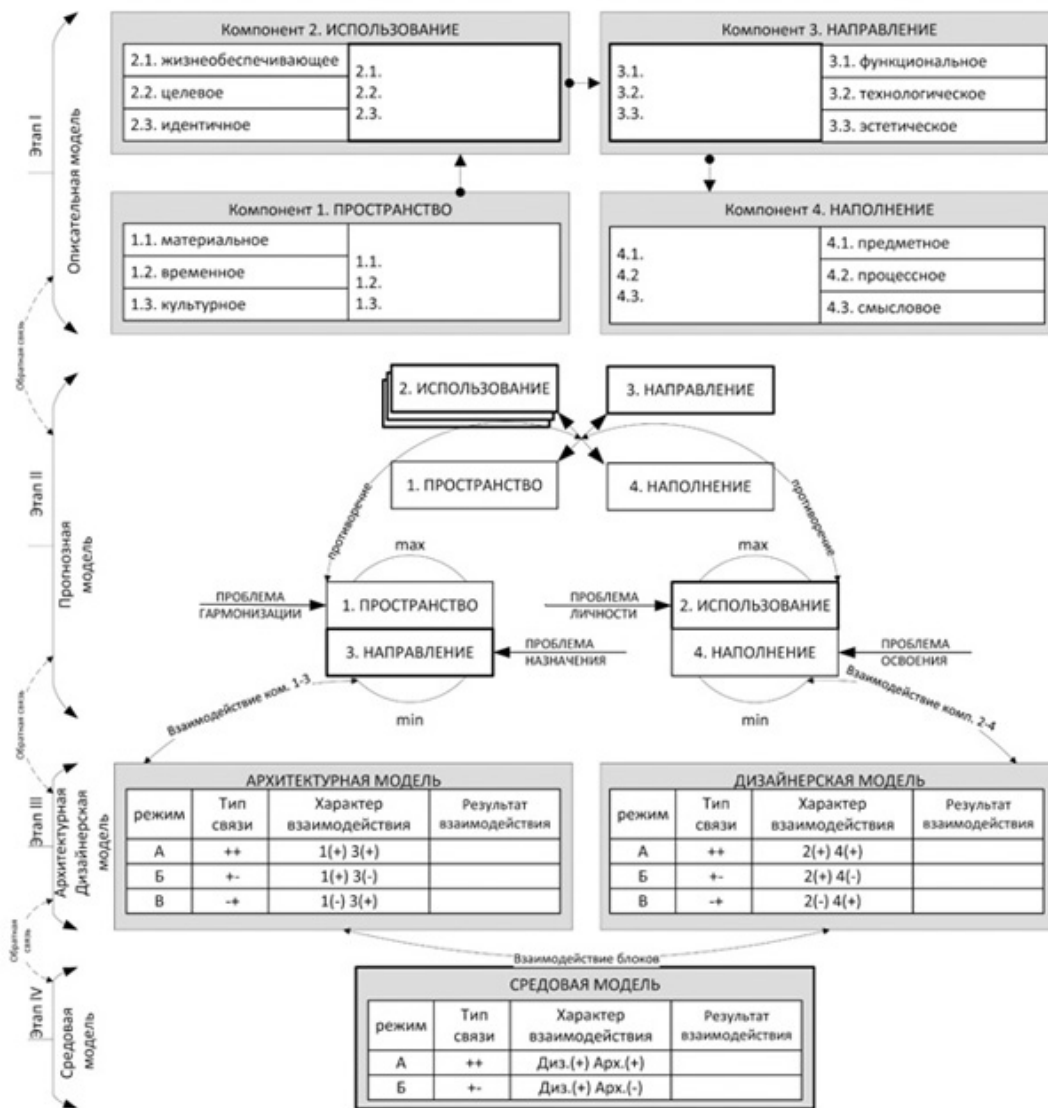 Этап I
Описательная модель
Компонент 2. ИСПОЛЬЗОВАНИЕ
2.1. жизнеобеспечивающее
2.2. целевое
2.3. идентичное
2.1.
2.2.
2.3.
Компонент 3. НАПРАВЛЕНИЕ
3.1.
3.2.
3.3.
3.1. функциональное
3.2. технологическое
3.3. эстетическое
Компонент 1. ПРОСТРАНСТВО
1.1. материальное
1.2. временное
1.3. культурное
1.1.
1.2.
1.3.
Компонент 4. НАПОЛНЕНИЕ
4.1.
4.2
4.3.
4.1. предметное
4.2. процессное
4.3. смысловое
Обратная связь
Этап II
Прогнозная
модель
2. ИСПОЛЬЗОВАНИЕ
3. НАПРАВЛЕНИЕ
1. ПРОСТРАНСТВО
4. НАПОЛНЕНИЕ
противоречие
противоречие
max
max
ПРОБЛЕМА
ГАРМОНИЗАЦИИ
1. ПРОСТРАНСТВО
3. НАПРАВЛЕНИЕ
ПРОБЛЕМА
НАЗНАЧЕНИЯ
ПРОБЛЕМА
ЛИЧНОСТИ
2. ИСПОЛЬЗОВАНИЕ
4. НАПОЛНЕНИЕ
ПРОБЛЕМА
ОСВОЕНИЯ
min
min
Взаимодействие ком. 1-3
Взаимодействие комп. 2-4
Обратная связь
Этап III
Архитектурная
Дизайнерская
модель
АРХИТЕКТУРНАЯ МОДЕЛЬ
режим Тип связи Характер взаимодействия Результат взаимодействия
А ++ 1(+) 3(+)
Б +- 1(+) 3(-)
В -+ 1(-) 3(+)
ДИЗАЙНЕРСКАЯ МОДЕЛЬ
режим Тип связи Характер взаимодействия Результат взаимодействия
А ++ 2(+) 4(+)
Б +- 2(+) 4(-)
В -+ 2(-) 4(+)
Обратная
связь
Взаимодействие блоков
Этап IV
Средовая
модель
СРЕДОВАЯ МОДЕЛЬ
режим Тип связи Характер взаимодействия Результат взаимодействия
А ++ Диз.(+) Арх.(+)
Б +- Диз.(+) Арх.(-)